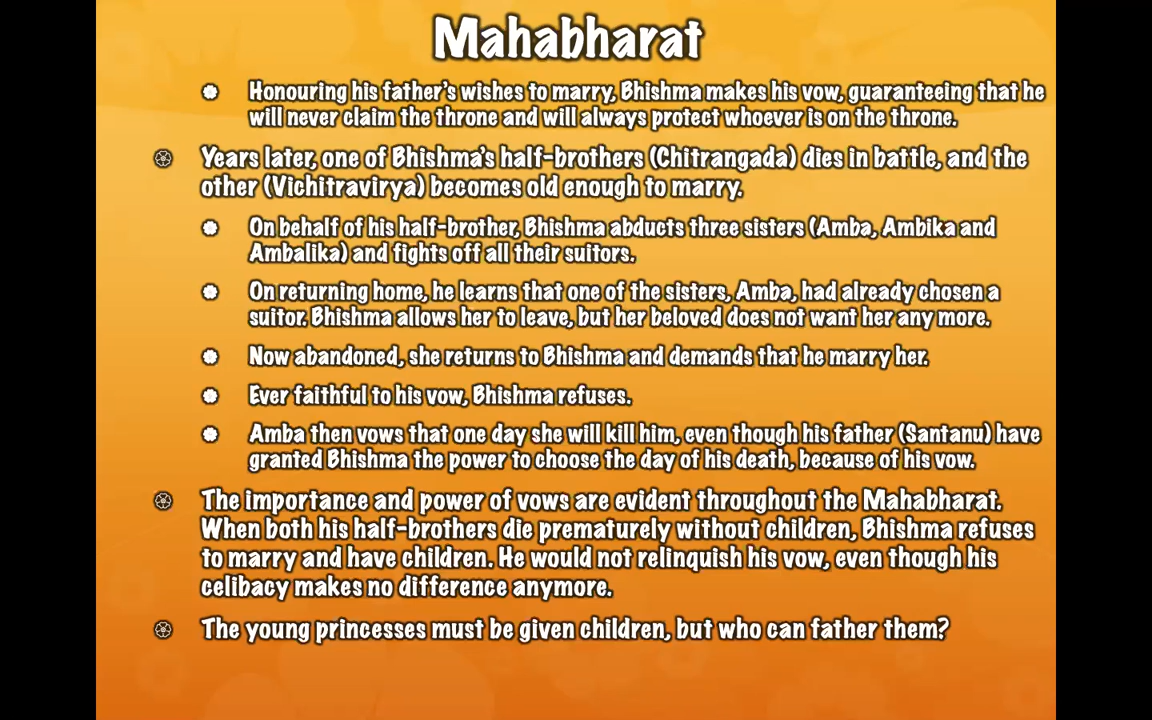 Mahabharat
Honouring his father's wishes to marry, Bhishma makes his vow, guaranteeing that he
will never claim the throne and will always protect whoever is on the throne.
Years later, one of Bhishma's half-brothers (Chitrangada) dies in battle, and the
other (Vichitravirya) becomes old enough to marry.
On behalf of his half-brother, Bhishma abducts three sisters (Amba, Ambika and
Ambalika) and fights off all their suitors.
On returning home, he learns that one of the sisters, Amba, had already chosen a
suitor. Bhishma allows her to leave, but her beloved does not want her any more.
Now abandoned, she returns to Bhishma and demands that he marry her.
Ever faithful to his vow, Bhishma refuses.
Amba then vows that one day she will kill him, even though his father (Santanu) have
granted Bhishma the power to choose the day of his death, because of his vow.
The importance and power of vows are evident throughout the Mahabharat.
When both his half-brothers die prematurely without children, Bhishma refuses
to marry and have children. He would not relinquish his vow, even though his
celibacy makes no difference anymore.
The young princesses must be given children, but who can father them?